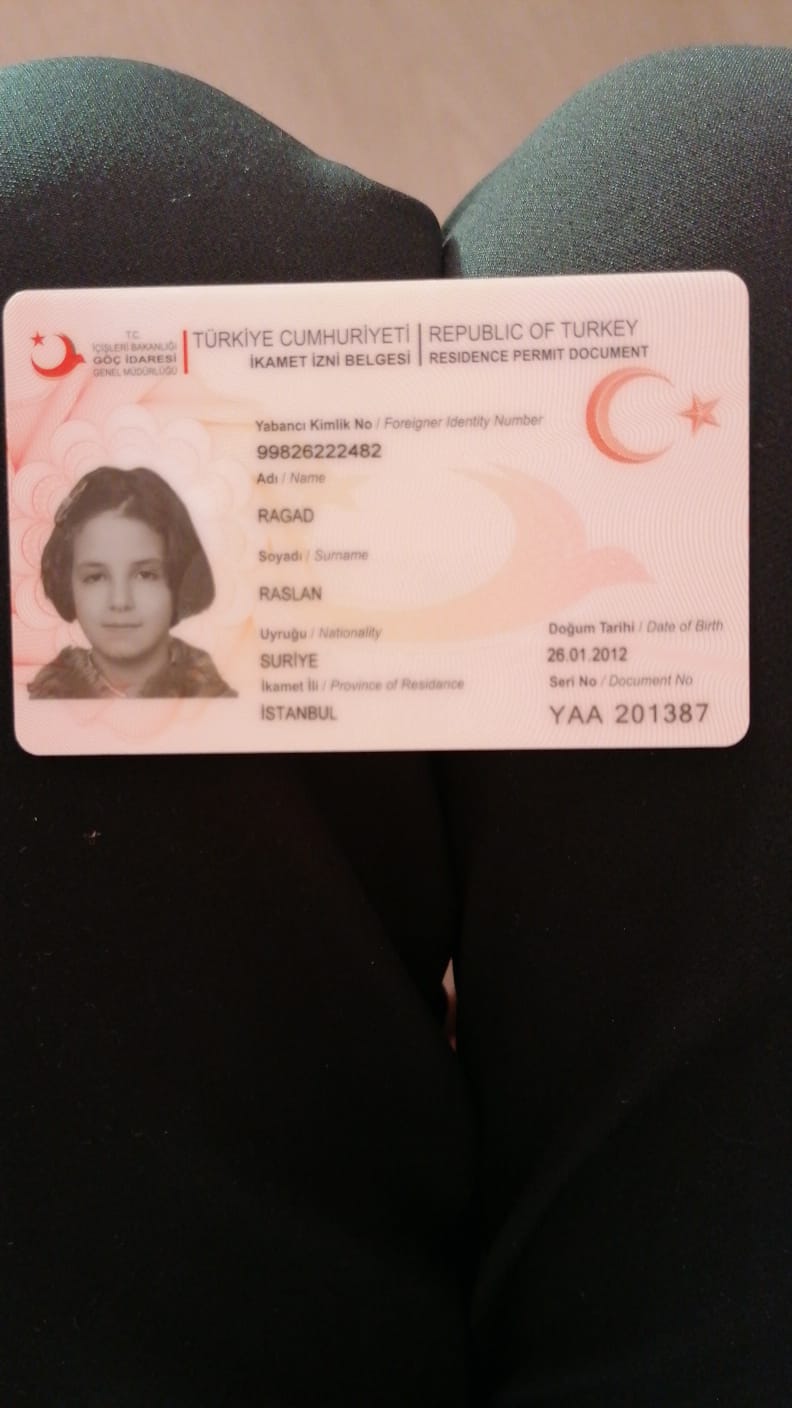 T.C.
İÇİŞLERİ BAKANLIĞI
GÖÇ İDARESİ
GENEL MÜDÜRLÜĞÜ
TÜRKİYE CUMHURİYETİ
İKAMET İZNİ BELGESİ
REPUBLIC OF TURKEY
RESIDENCE PERMIT DOCUMENT
Yabancı Kimlik No / Foreigner Identity Number
99826222482
Adı / Name
RAGAD
Soyadı / Surname
RASLAN
Uyruğu / Nationality
SURİYE
Doğum Tarihi / Date of Birth
26.01.2012
İkamet İli / Province of Residance
İSTANBUL
Seri No / Document No
YAA 201387